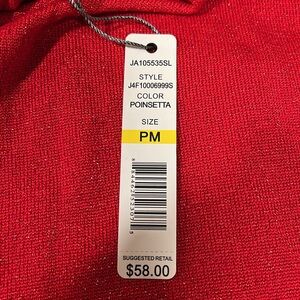 JA105535SL
STYLE
J4F10006999S
COLOR
POINSETTA
SIZE
PM
SUGGESTED RETAIL
$58.00